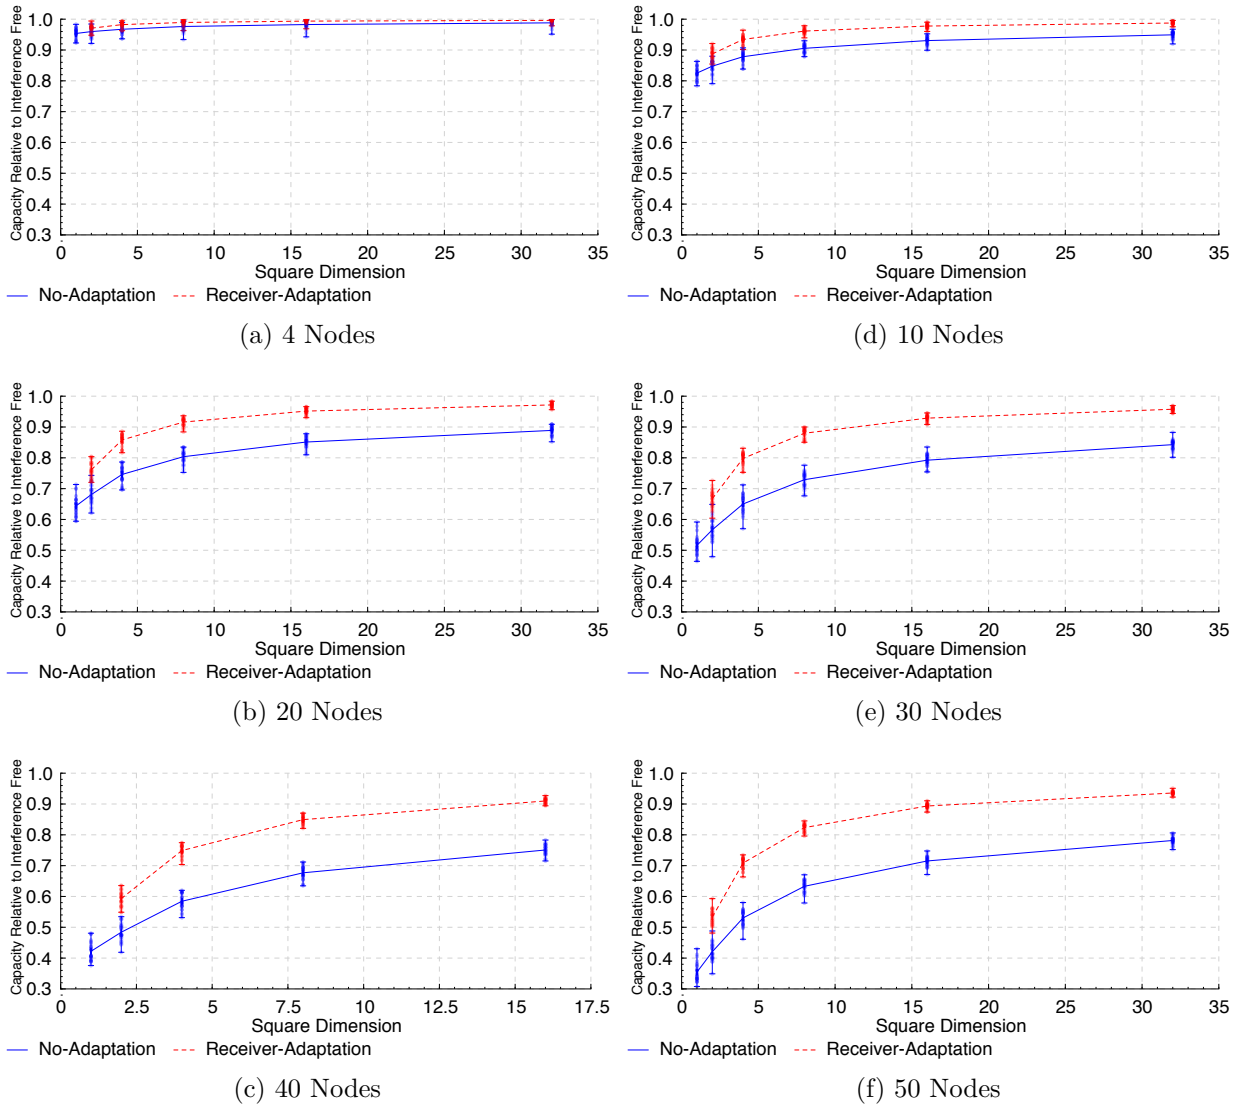 Capacity Relative to Interference Free
1.0
0.9
0.8
0.7
0.6
0.5
0.4
0.3
0 5 10 15 20 25 30 35
Square Dimension
No-Adaptation Receiver-Adaptation
(a) 4 Nodes
Capacity Relative to Interference Free
1.0
0.9
0.8
0.7
0.6
0.5
0.4
0.3
0 5 10 15 20 25 30 35
Square Dimension
No-Adaptation Receiver-Adaptation
(d) 10 Nodes
Capacity Relative to Interference Free
1.0
0.9
0.8
0.7
0.6
0.5
0.4
0.3
0 5 10 15 20 25 30 35
Square Dimension
No-Adaptation Receiver-Adaptation
(b) 20 Nodes
Capacity Relative to Interference Free
1.0
0.9
0.8
0.7
0.6
0.5
0.4
0.3
0 5 10 15 20 25 30 35
Square Dimension
No-Adaptation Receiver-Adaptation
(e) 30 Nodes
Capacity Relative to Interference Free
1.0
0.9
0.8
0.7
0.6
0.5
0.4
0.3
0 2.5 5 7.5 10 12.5 15 17.5
Square Dimension
No-Adaptation Receiver-Adaptation
(c) 40 Nodes
Capacity Relative to Interference Free
1.0
0.9
0.8
0.7
0.6
0.5
0.4
0.3
0 5 10 15 20 25 30 35
Square Dimension
No-Adaptation Receiver-Adaptation
(f) 50 Nodes